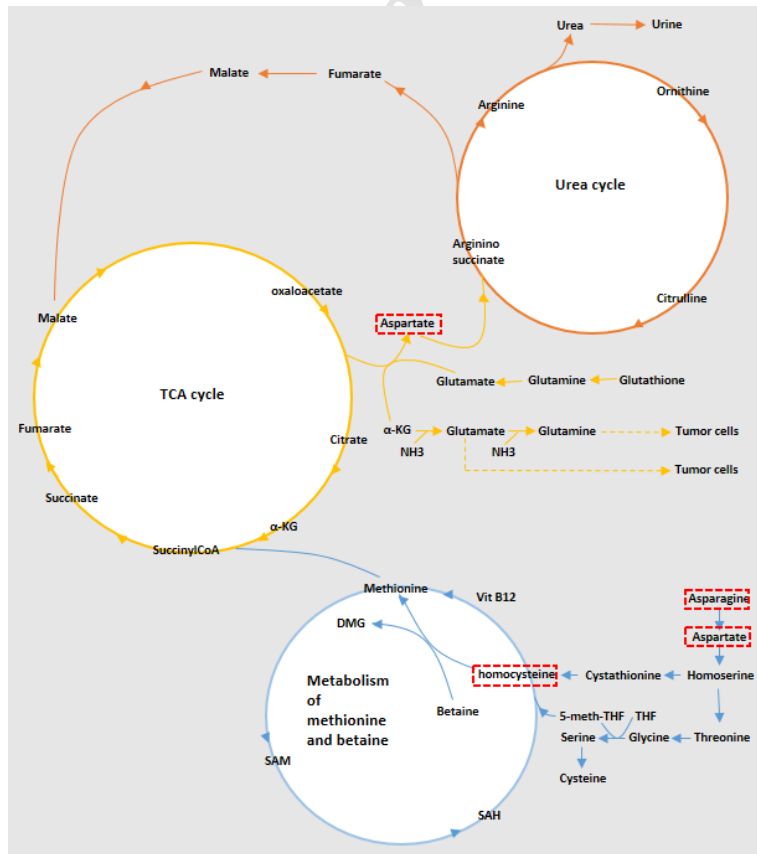 Urea
Urine
Malate
Fumarate
Arginine
Ornithine
Urea cycle
Arginino
succinate
Citrulline
oxaloacetate
Malate
Aspartate
TCA cycle
Glutamate
Glutamine
Glutathione
Fumarate
Citrate
α-KG
Glutamate
Glutamine
Tumor cells
NH3
NH3
Tumor cells
Succinate
α-KG
SuccinylCoA
Methionine
Vit B12
Asparagine
DMG
Aspartate
Metabolism
of
methionine
and betaine
homocysteine
Cystathionine
Homoserine
Betaine
5-meth-THF
THF
Serine
Glycine
Threonine
SAM
Cysteine
SAH